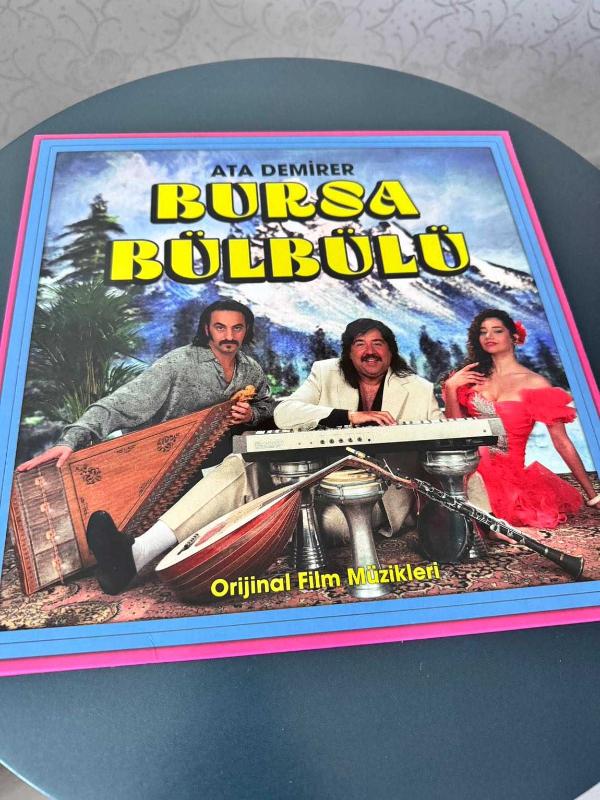 ATA DEMİRER
BURSA
BÜLBÜLÜ
Orijinal Film Müzikleri